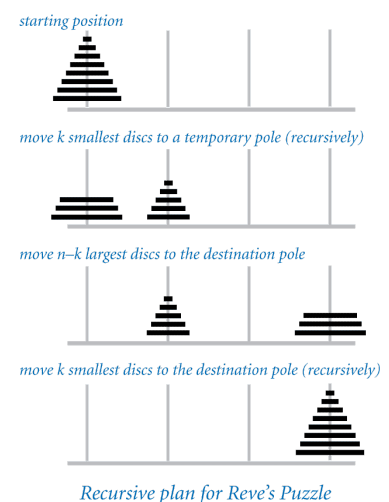 starting position
move k smallest discs to a temporary pole (recursively)
move n–k largest discs to the destination pole
move k smallest discs to the destination pole (recursively)
Recursive plan for Reve's Puzzle